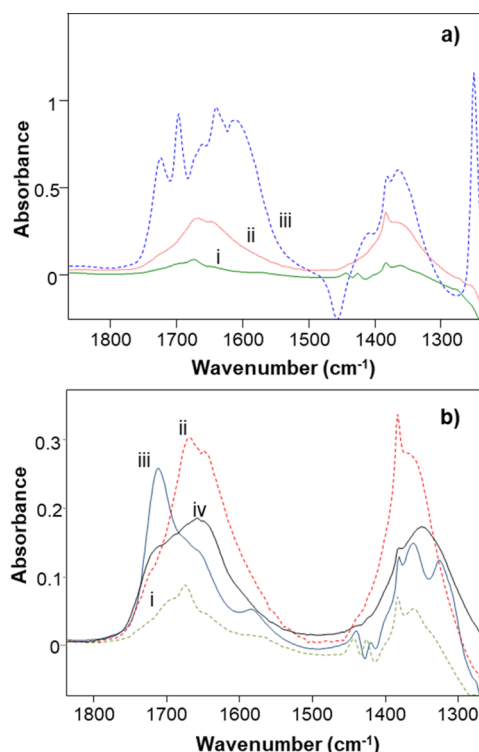 a)
Absorbance
1
0.5
0
iii
ii
i
1800 1700 1600 1500 1400 1300
Wavenumber (cm-1)
b)
Absorbance
0.3
0.2
0.1
0
ii
iii
iv
i
1800 1700 1600 1500 1400 1300
Wavenumber (cm-1)